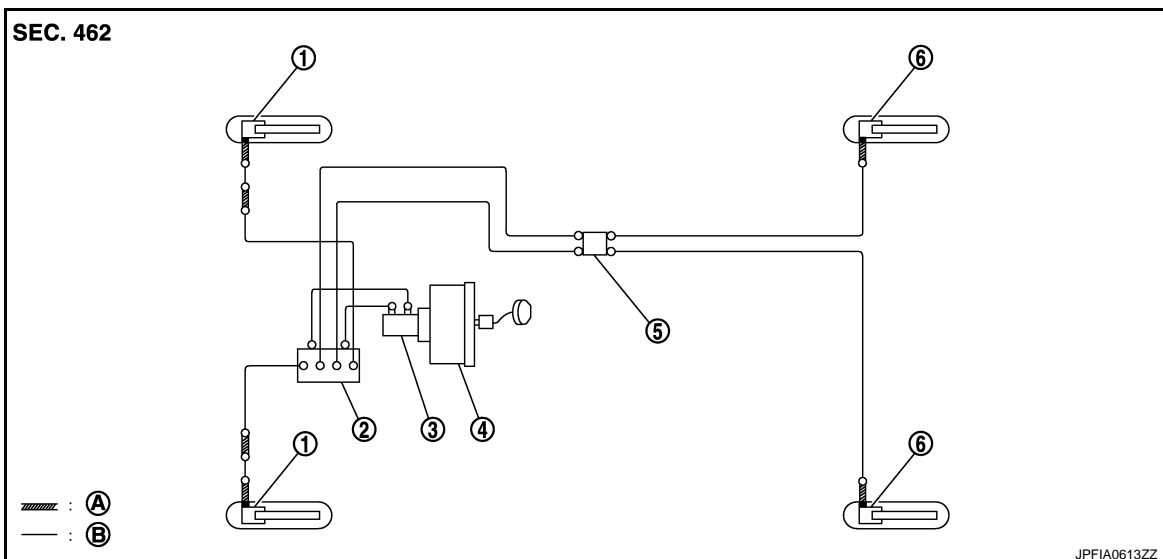 SEC. 462
① ⑥
⑤
② ③ ④
① ⑥
: Ⓐ
: Ⓑ
JPFIA0613ZZ